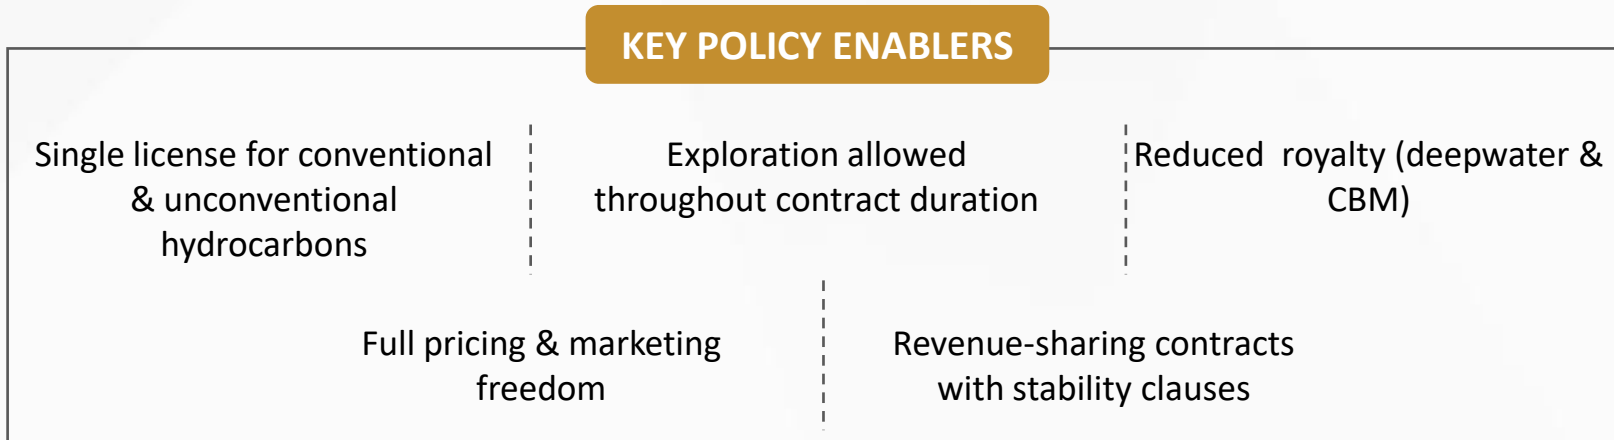 KEY POLICY ENABLERS
Single license for conventional
& unconventional
hydrocarbons
Exploration allowed
throughout contract duration
Reduced royalty (deepwater &
CBM)
Full pricing & marketing
freedom
Revenue-sharing contracts
with stability clauses